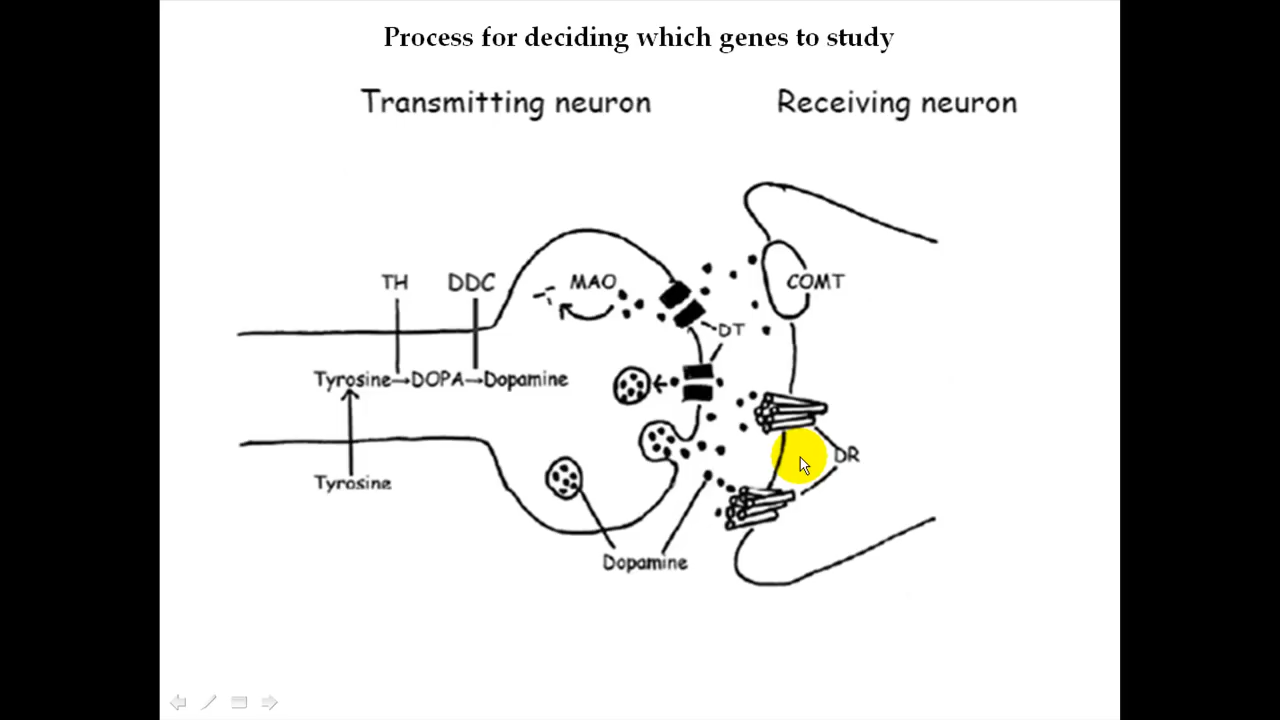 Process for deciding which genes to study
Transmitting neuron
Receiving neuron
TH
DDC
MAO
COMT
DT
Tyrosine→DOPA→Dopamine
DR
Tyrosine
Dopamine